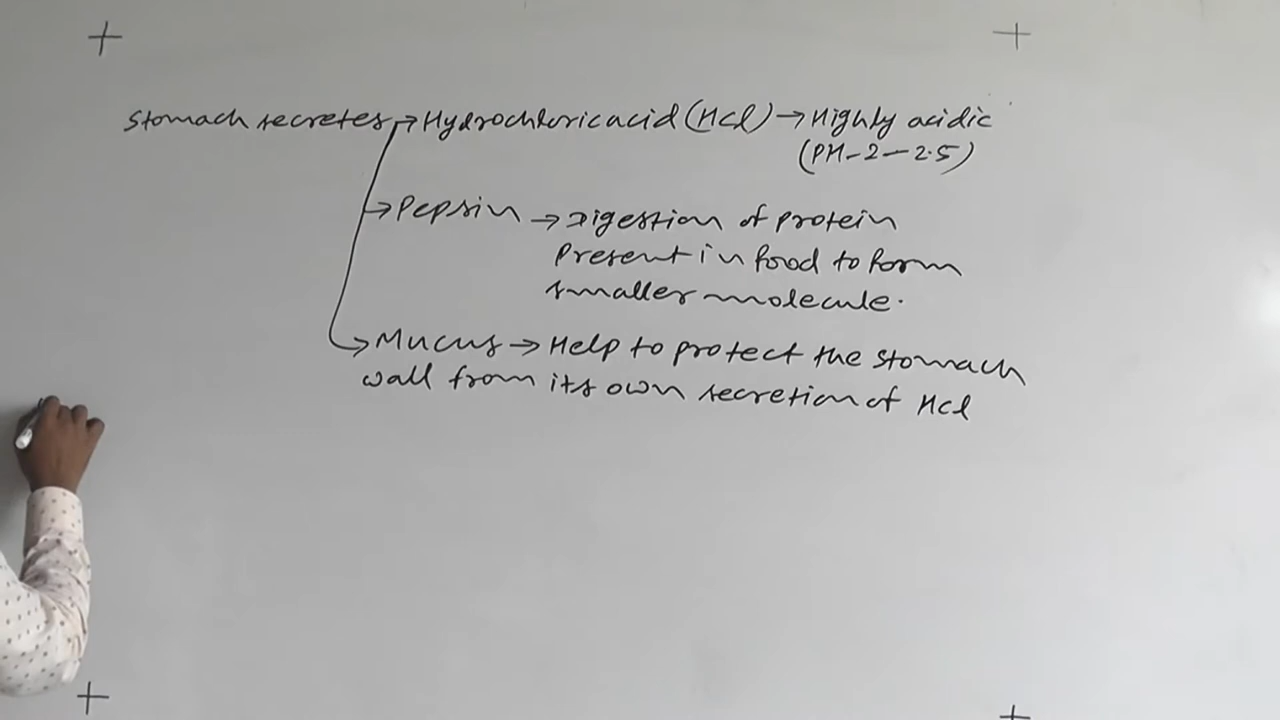 Stomach secretes → Hydrochloric acid (HCl) → Highly acidic
(PH-2-2.5)
→ Pepsin → Digestion of protein
Present in food to form
smaller molecule.
→ Mucus → Help to protect the stomach
wall from its own secretion of HCl